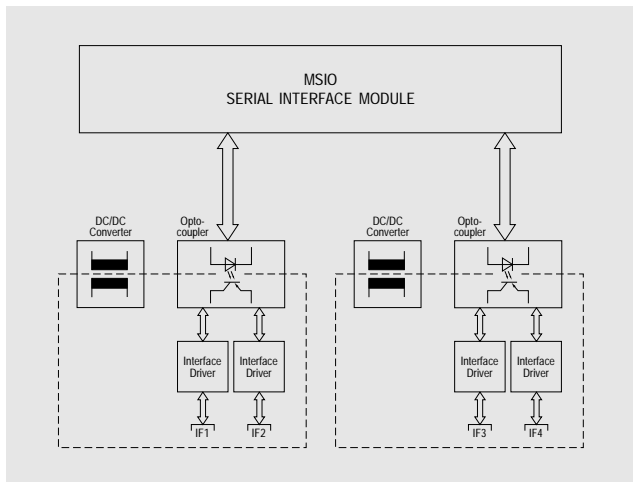 MSIO
SERIAL INTERFACE MODULE
DC/DC
Converter
Opto-
coupler
DC/DC
Converter
Opto-
coupler
Interface
Driver
Interface
Driver
Interface
Driver
Interface
Driver
IF1
IF2
IF3
IF4